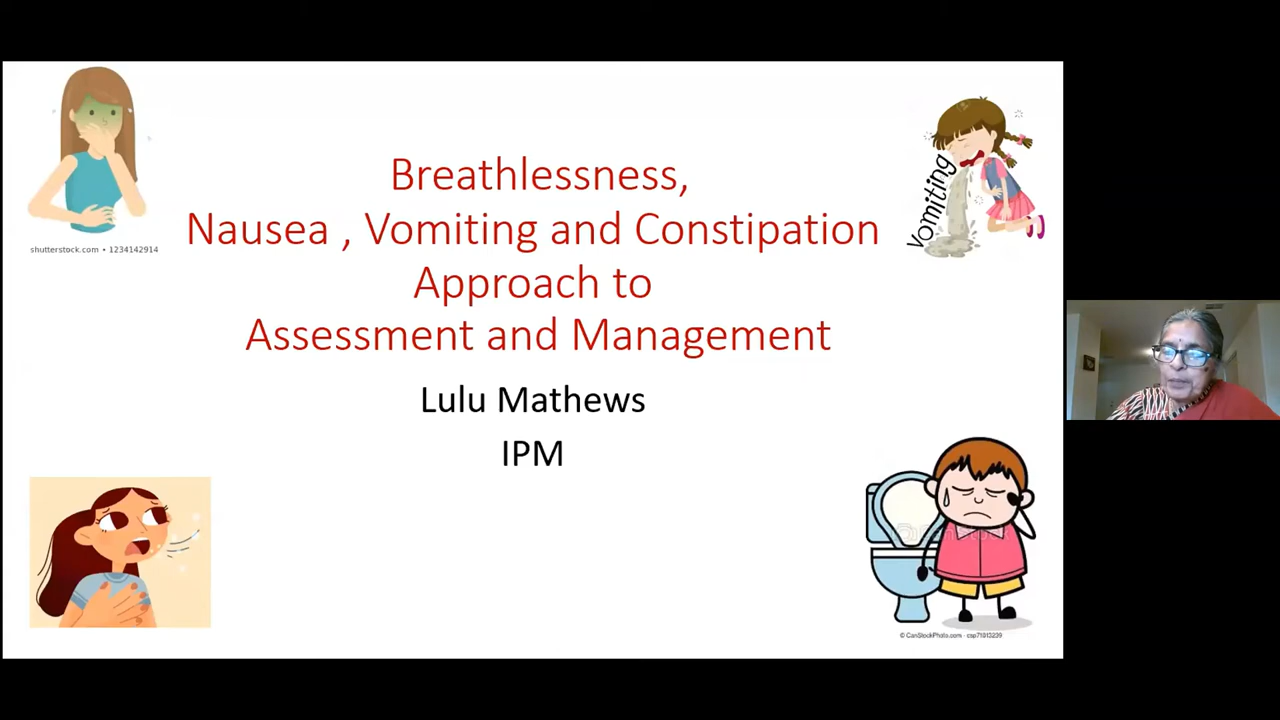 Breathlessness,
Nausea , Vomiting and Constipation
Approach to
Assessment and Management
Lulu Mathews
IPM
shutterstock.com • 1234142914
Vomiting
© CanStockPhoto.com - csp71913239